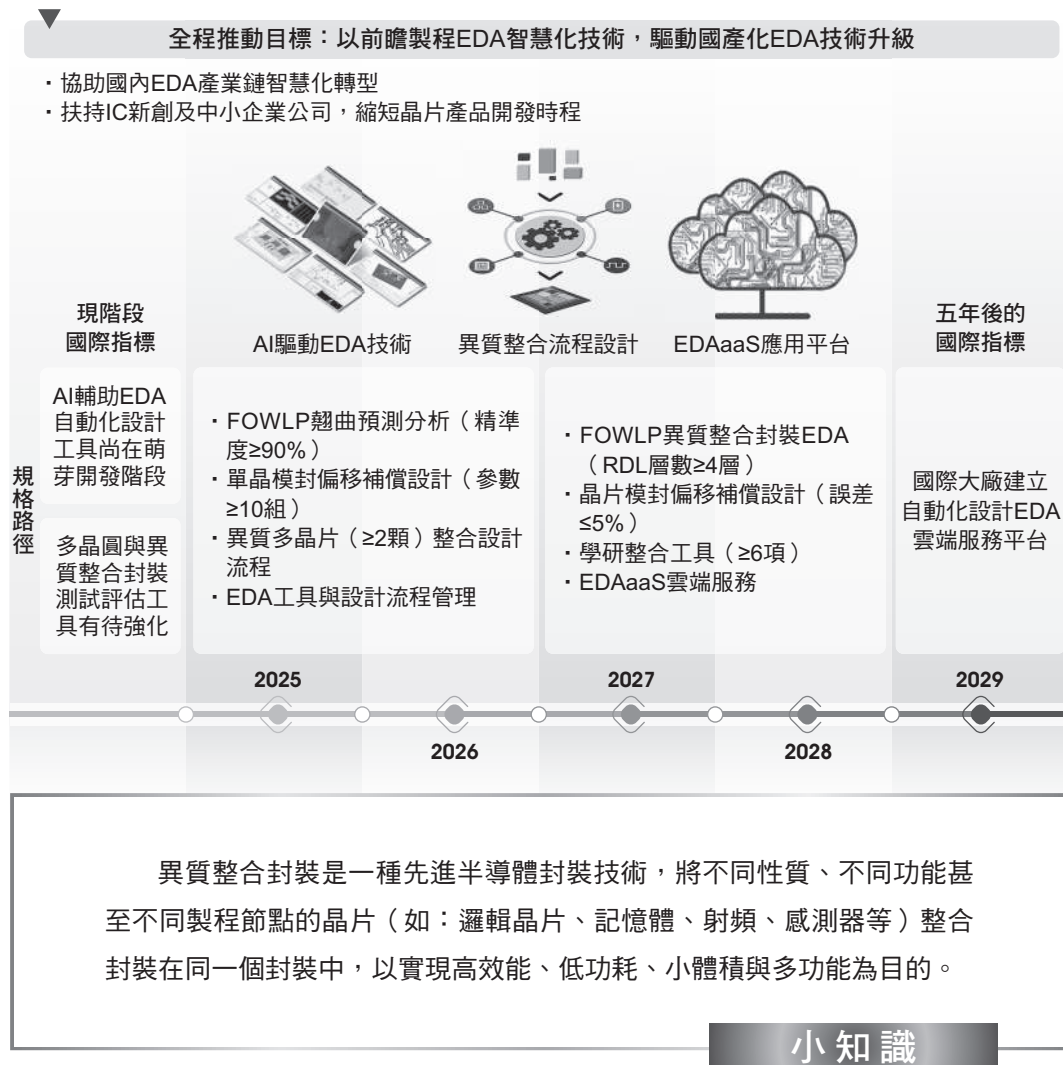 全程推動目標：以前瞻製程EDA智慧化技術，驅動國產化EDA技術升級
・協助國內EDA產業鏈智慧化轉型
・扶持IC新創及中小企業公司，縮短晶片產品開發時程
現階段
國際指標
AI驅動EDA技術
異質整合流程設計
EDAaaS應用平台
五年後的
國際指標
規格路徑
AI輔助EDA
自動化設計
工具尚在萌
芽開發階段
多晶圓與異
質整合封裝
測試評估工
具有待強化
・FOWLP翹曲預測分析（精準
度≥90%）
・單晶模封偏移補償設計（參數
≥10組）
・異質多晶片（≥2顆）整合設計
流程
・EDA工具與設計流程管理
・FOWLP異質整合封裝EDA
（RDL層數≥4層）
・晶片模封偏移補償設計（誤差
≤5%）
・學研整合工具（≥6項）
・EDAaaS雲端服務
國際大廠建立
自動化設計EDA
雲端服務平台
2025
2026
2027
2028
2029
異質整合封裝是一種先進半導體封裝技術，將不同性質、不同功能甚
至不同製程節點的晶片（如：邏輯晶片、記憶體、射頻、感測器等）整合
封裝在同一個封裝中，以實現高效能、低功耗、小體積與多功能為目的。
小知識